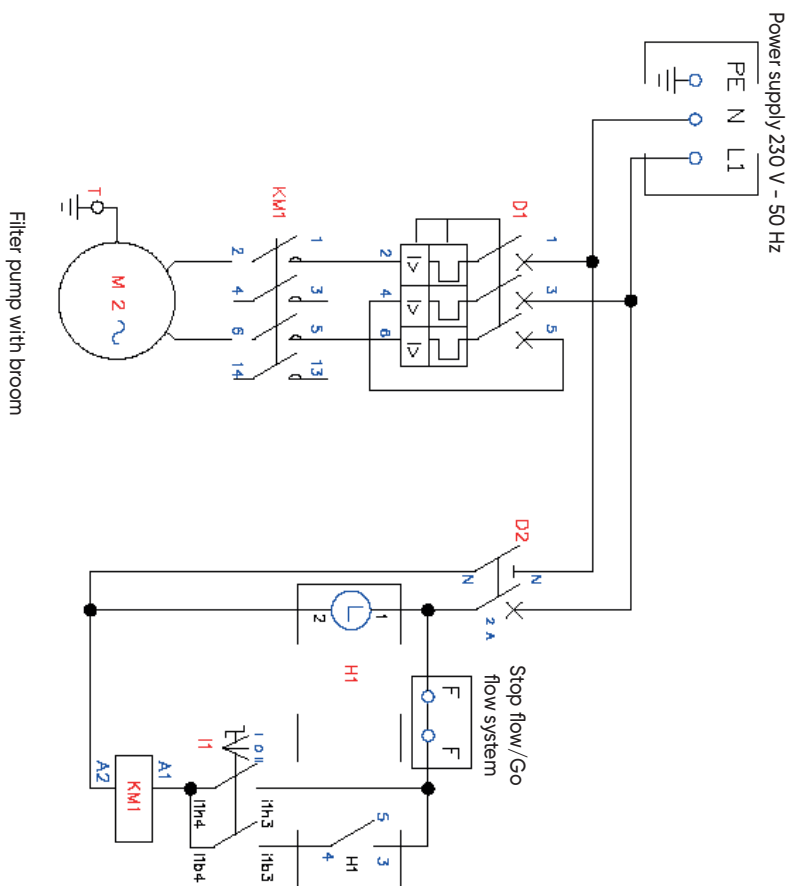 Power supply 230 V – 50 Hz
PE N L1
D1
1 3 5
I> I> I>
2 4 6
KM1
1 3 5 13
2 4 6 14
T
M 2
Filter pump with broom
D2
N
N 2 A
Stop flow/Go
flow system
F F
1
L
2
H1
5 3
H1
4
I1
I 0 II
I1h3 I1b3
I1h4 I1b4
A1
KM1
A2